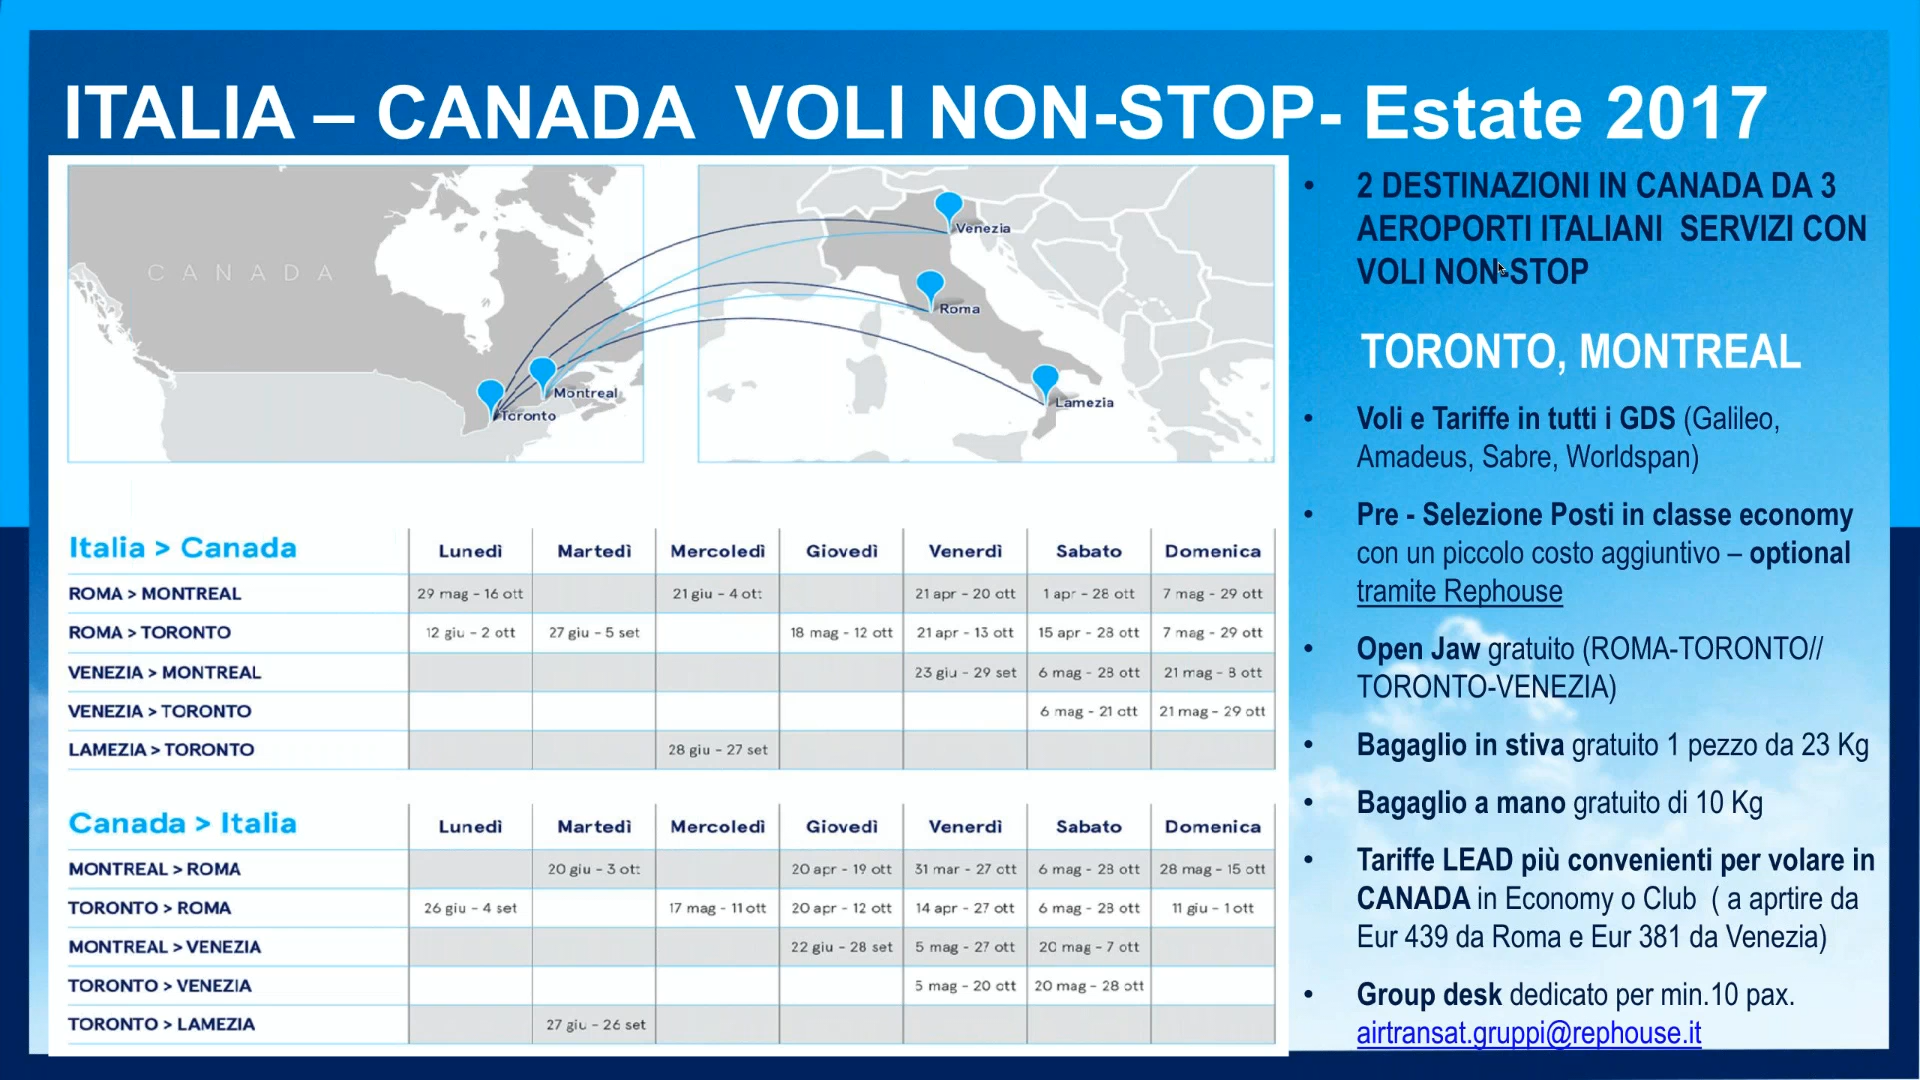 ITALIA – CANADA  VOLI NON-STOP- Estate 2017
CANADA
Toronto
Montreal
Venezia
Roma
Lamezia
Italia > Canada Lunedì Martedì Mercoledì Giovedì Venerdì Sabato Domenica
ROMA > MONTREAL 29 mag - 16 ott 21 giu - 4 ott 21 apr - 20 ott 1 apr - 28 ott 7 mag - 29 ott
ROMA > TORONTO 12 giu - 2 ott 27 giu - 5 set 18 mag - 12 ott 21 apr - 13 ott 15 apr - 28 ott 7 mag - 29 ott
VENEZIA > MONTREAL 23 giu - 29 set 6 mag - 28 ott 21 mag - 8 ott
VENEZIA > TORONTO 6 mag - 21 ott 21 mag - 29 ott
LAMEZIA > TORONTO 28 giu - 27 set
Canada > Italia Lunedì Martedì Mercoledì Giovedì Venerdì Sabato Domenica
MONTREAL > ROMA 20 giu - 3 ott 20 apr - 19 ott 31 mar - 27 ott 6 mag - 28 ott 28 mag - 15 ott
TORONTO > ROMA 26 giu - 4 set 17 mag - 11 ott 20 apr - 12 ott 14 apr - 27 ott 6 mag - 28 ott 11 giu - 1 ott
MONTREAL > VENEZIA 22 giu - 28 set 5 mag - 27 ott 20 mag - 7 ott
TORONTO > VENEZIA 5 mag - 20 ott 20 mag - 28 ott
TORONTO > LAMEZIA 27 giu - 26 set
• 2 DESTINAZIONI IN CANADA DA 3
AEROPORTI ITALIANI  SERVIZI CON
VOLI NON-STOP
TORONTO, MONTREAL
• Voli e Tariffe in tutti i GDS (Galileo,
Amadeus, Sabre, Worldspan)
• Pre - Selezione Posti in classe economy
con un piccolo costo aggiuntivo – optional
tramite Rephouse
• Open Jaw gratuito (ROMA-TORONTO//
TORONTO-VENEZIA)
• Bagaglio in stiva gratuito 1 pezzo da 23 Kg
• Bagaglio a mano gratuito di 10 Kg
• Tariffe LEAD più convenienti per volare in
CANADA in Economy o Club  ( a aprtire da
Eur 439 da Roma e Eur 381 da Venezia)
• Group desk dedicato per min.10 pax.
airtransat.gruppi@rephouse.it